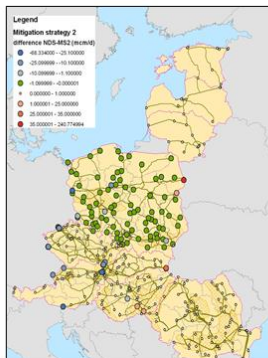 Legend
Mitigation strategy 2
difference NDS-MS2 (mcm/d)
-68,334000 - -25,100000
-25,099999 - -10,100000
-10,099999 - -1,100000
-1,099999 - -0,000001
0,000000 - 1,000000
1,000001 - 25,000000
25,000001 - 35,000000
35,000001 - 240,774994